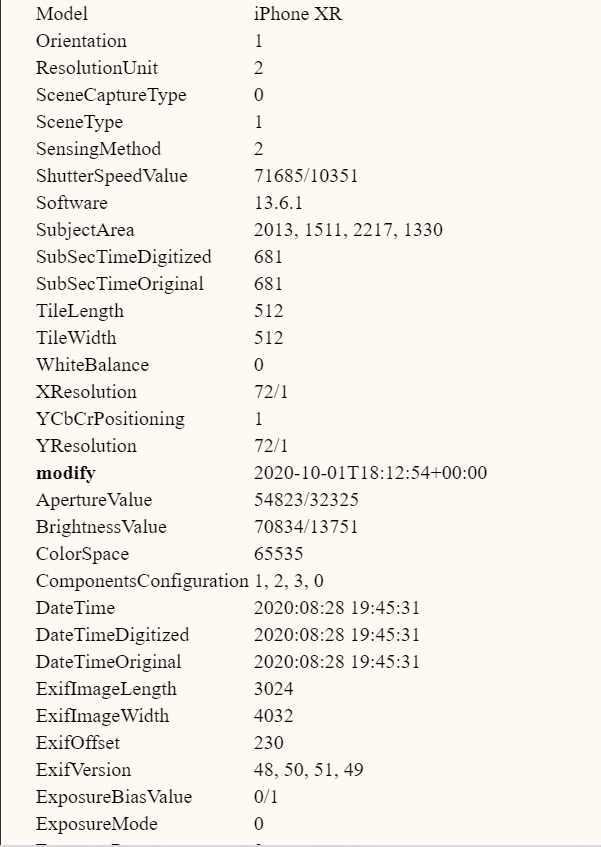 Model iPhone XR
Orientation 1
ResolutionUnit 2
SceneCaptureType 0
SceneType 1
SensingMethod 2
ShutterSpeedValue 71685/10351
Software 13.6.1
SubjectArea 2013, 1511, 2217, 1330
SubSecTimeDigitized 681
SubSecTimeOriginal 681
TileLength 512
TileWidth 512
WhiteBalance 0
XResolution 72/1
YCbCrPositioning 1
YResolution 72/1
modify 2020-10-01T18:12:54+00:00
ApertureValue 54823/32325
BrightnessValue 70834/13751
ColorSpace 65535
ComponentsConfiguration 1, 2, 3, 0
DateTime 2020:08:28 19:45:31
DateTimeDigitized 2020:08:28 19:45:31
DateTimeOriginal 2020:08:28 19:45:31
ExifImageLength 3024
ExifImageWidth 4032
ExifOffset 230
ExifVersion 48, 50, 51, 49
ExposureBiasValue 0/1
ExposureMode 0